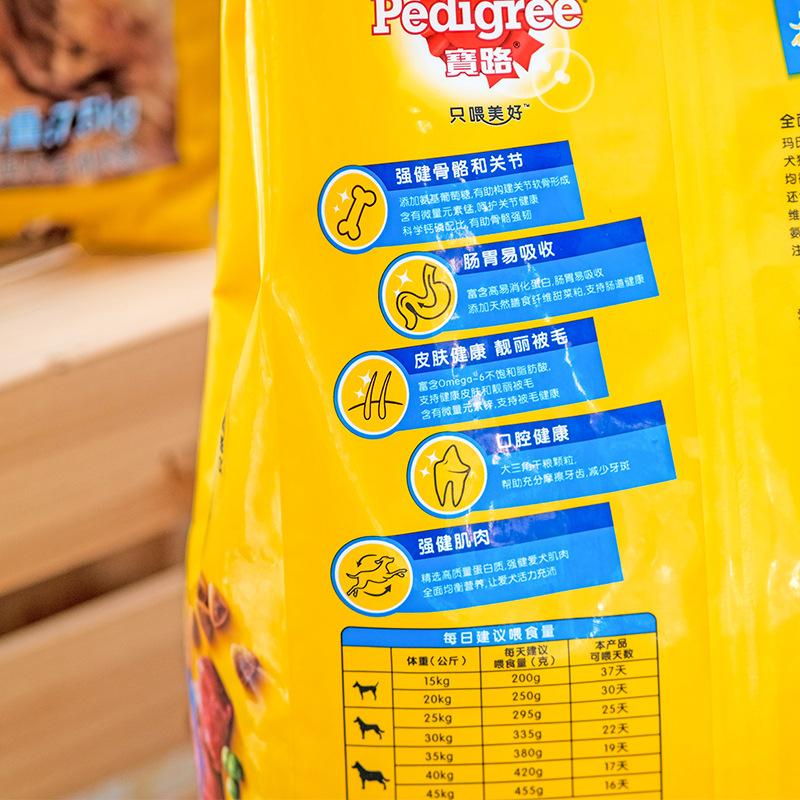 Pedigree®
寶路®
只喂美好™
强健骨骼和关节
添加氨基葡萄糖,有助构建关节软骨形成
含有微量元素锰,呵护关节健康
科学钙磷配比,有助骨骼强韧
肠胃易吸收
富含高易消化蛋白,肠胃易吸收
添加天然膳食纤维甜菜粕,支持肠道健康
皮肤健康 靓丽被毛
富含Omega-6不饱和脂肪酸,
支持健康皮肤和靓丽被毛
含有微量元素锌,支持被毛健康
口腔健康
大三角干粮颗粒,
帮助充分摩擦牙齿,减少牙斑
强健肌肉
精选高质量蛋白质,强健爱犬肌肉
全面均衡营养,让爱犬活力充沛
每日建议喂食量
体重(公斤) 每天建议喂食量(克) 本产品可喂天数
15kg 200g 37天
20kg 250g 30天
25kg 295g 25天
30kg 335g 22天
35kg 380g 19天
40kg 420g 17天
45kg 455g 16天
全
玛
犬
均
还
维
氨
注